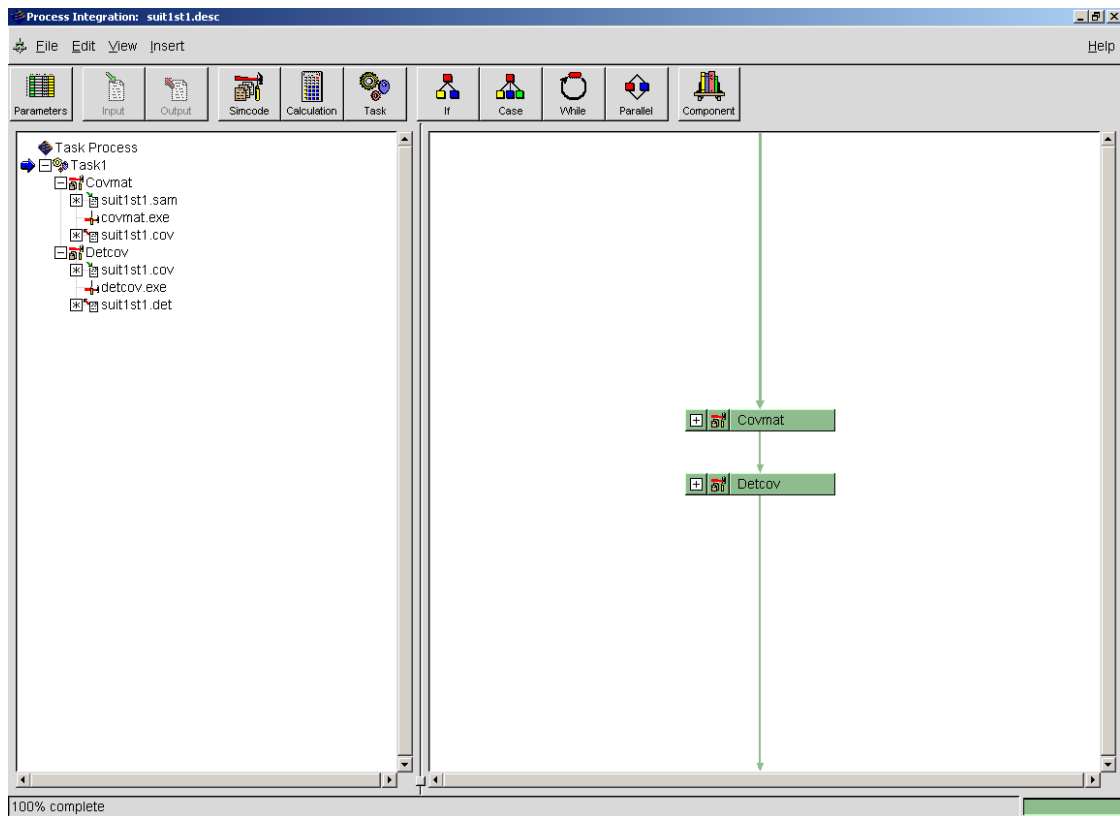 Process Integration: suit1st1.desc
File Edit View Insert Help
Parameters Input Output Simcode Calculation Task If Case While Parallel Component
Task Process
Task1
Covmat
suit1st1.sam
covmat.exe
suit1st1.cov
Detcov
suit1st1.cov
detcov.exe
suit1st1.det
Covmat
Detcov
100% complete